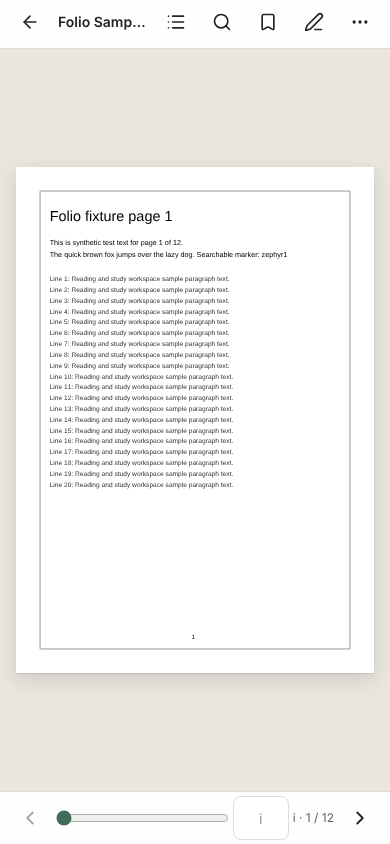 Folio Samp...
Folio fixture page 1
This is synthetic test text for page 1 of 12.
The quick brown fox jumps over the lazy dog. Searchable marker: zephyr1
Line 1: Reading and study workspace sample paragraph text.
Line 2: Reading and study workspace sample paragraph text.
Line 3: Reading and study workspace sample paragraph text.
Line 4: Reading and study workspace sample paragraph text.
Line 5: Reading and study workspace sample paragraph text.
Line 6: Reading and study workspace sample paragraph text.
Line 7: Reading and study workspace sample paragraph text.
Line 8: Reading and study workspace sample paragraph text.
Line 9: Reading and study workspace sample paragraph text.
Line 10: Reading and study workspace sample paragraph text.
Line 11: Reading and study workspace sample paragraph text.
Line 12: Reading and study workspace sample paragraph text.
Line 13: Reading and study workspace sample paragraph text.
Line 14: Reading and study workspace sample paragraph text.
Line 15: Reading and study workspace sample paragraph text.
Line 16: Reading and study workspace sample paragraph text.
Line 17: Reading and study workspace sample paragraph text.
Line 18: Reading and study workspace sample paragraph text.
Line 19: Reading and study workspace sample paragraph text.
Line 20: Reading and study workspace sample paragraph text.
1
i i · 1 / 12